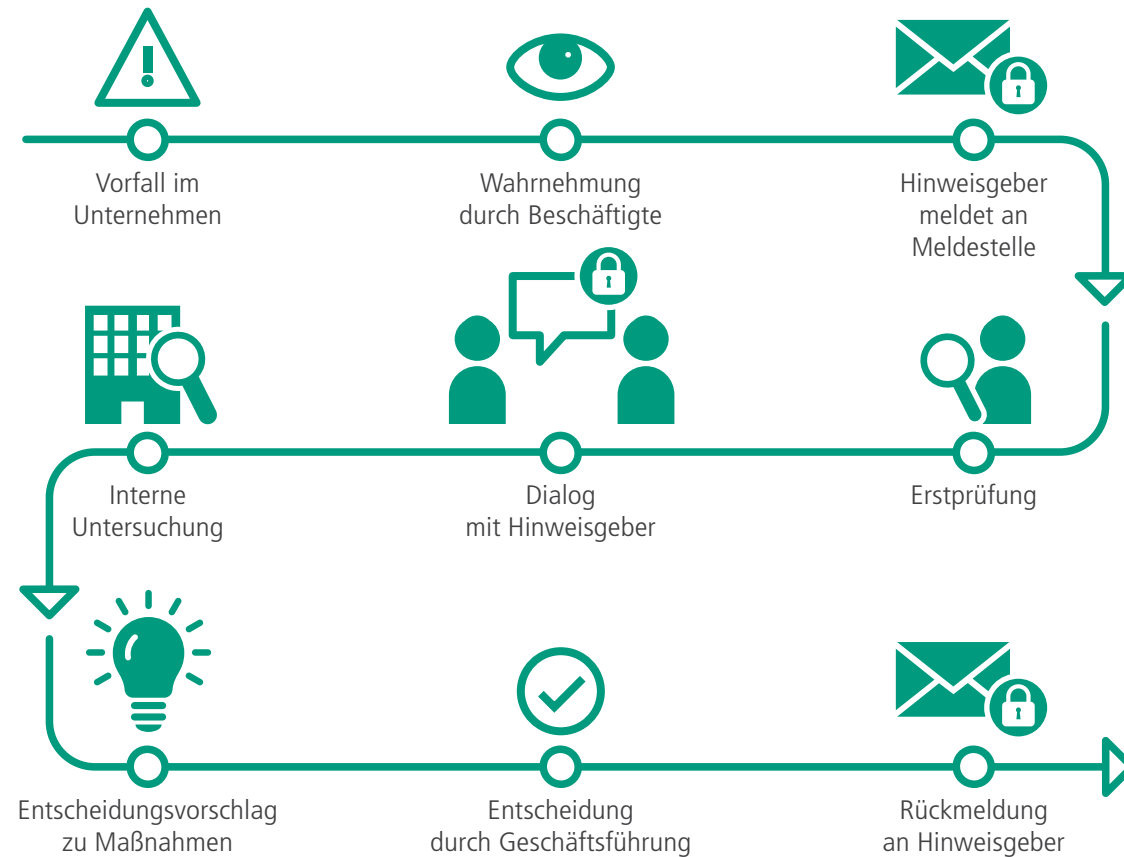 Vorfall im
Unternehmen
Wahrnehmung
durch Beschäftigte
Hinweisgeber
meldet an
Meldestelle
Erstprüfung
Dialog
mit Hinweisgeber
Interne
Untersuchung
Entscheidungsvorschlag
zu Maßnahmen
Entscheidung
durch Geschäftsführung
Rückmeldung
an Hinweisgeber